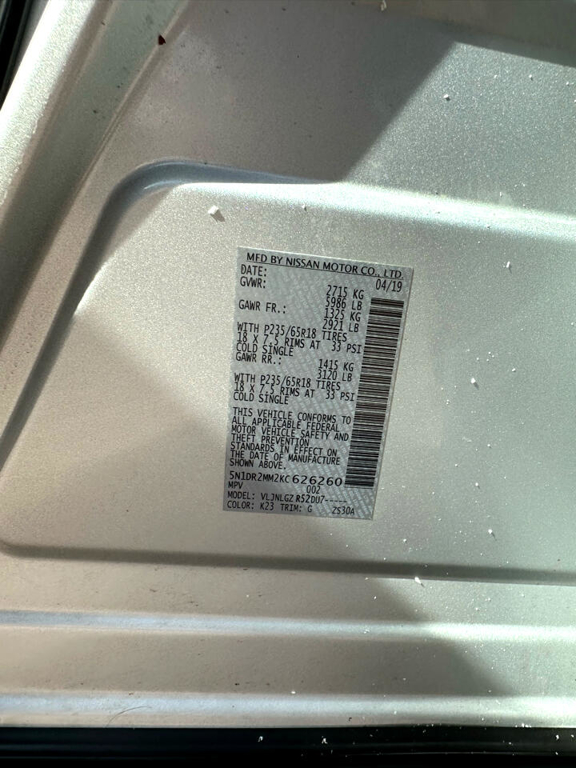 MFD BY NISSAN MOTOR CO., LTD.
DATE: 04/19
GVWR: 2715 KG
5986 LB
GAWR FR.: 1325 KG
2921 LB
WITH P235/65R18 TIRES
18 X 7.5 RIMS AT 33 PSI
COLD SINGLE
GAWR RR.: 1415 KG
3120 LB
WITH P235/65R18 TIRES
18 X 7.5 RIMS AT 33 PSI
COLD SINGLE
THIS VEHICLE CONFORMS TO
ALL APPLICABLE FEDERAL
MOTOR VEHICLE SAFETY AND
THEFT PREVENTION
STANDARDS IN EFFECT ON
THE DATE OF MANUFACTURE
SHOWN ABOVE.
5N1DR2MM2KC626260
MPV 002
MODEL: VL3NLGZ R52DU7-----
COLOR: K23 TRIM: G 2S30A